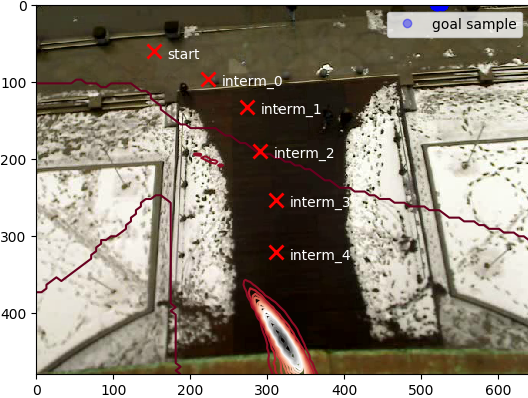 0
goal sample
start
100
interm_0
interm_1
interm_2
200
interm_3
300
interm_4
400
0
100
200
300
400
500
600